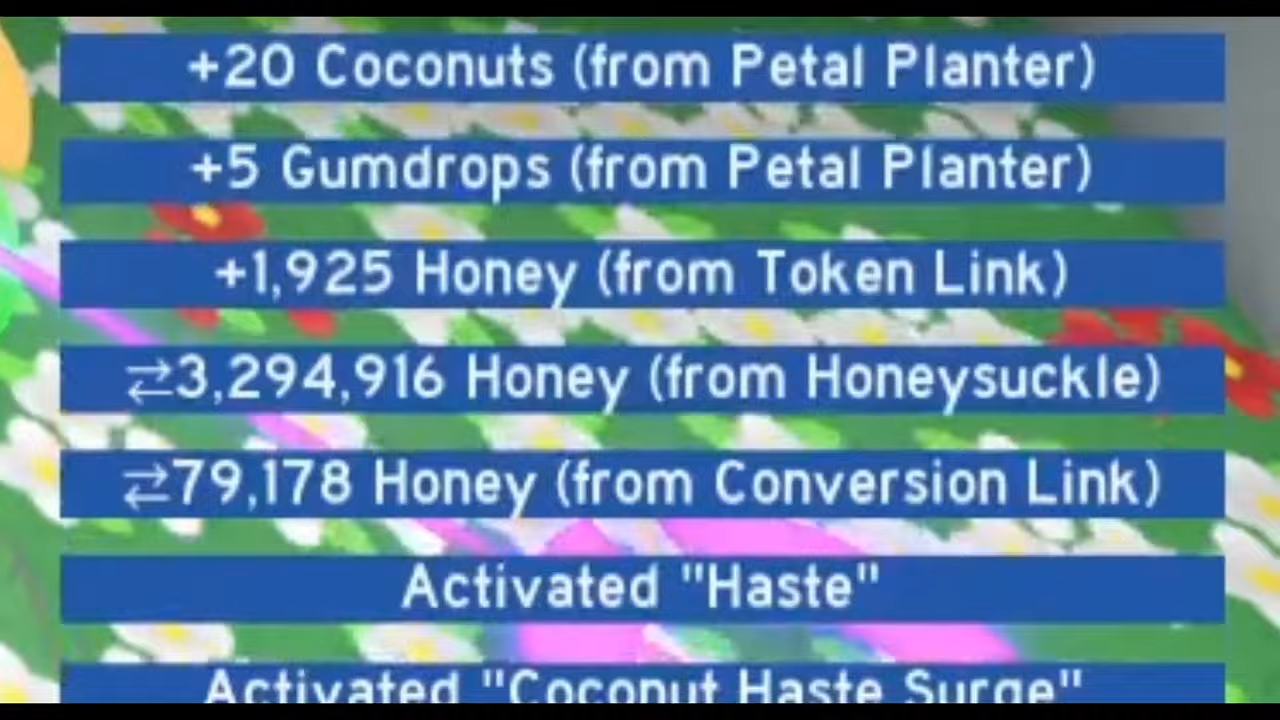 +20 Coconuts (from Petal Planter)
+5 Gumdrops (from Petal Planter)
+1,925 Honey (from Token Link)
⇄3,294,916 Honey (from Honeysuckle)
⇄79,178 Honey (from Conversion Link)
Activated "Haste"
Activated "Coconut Haste Surge"